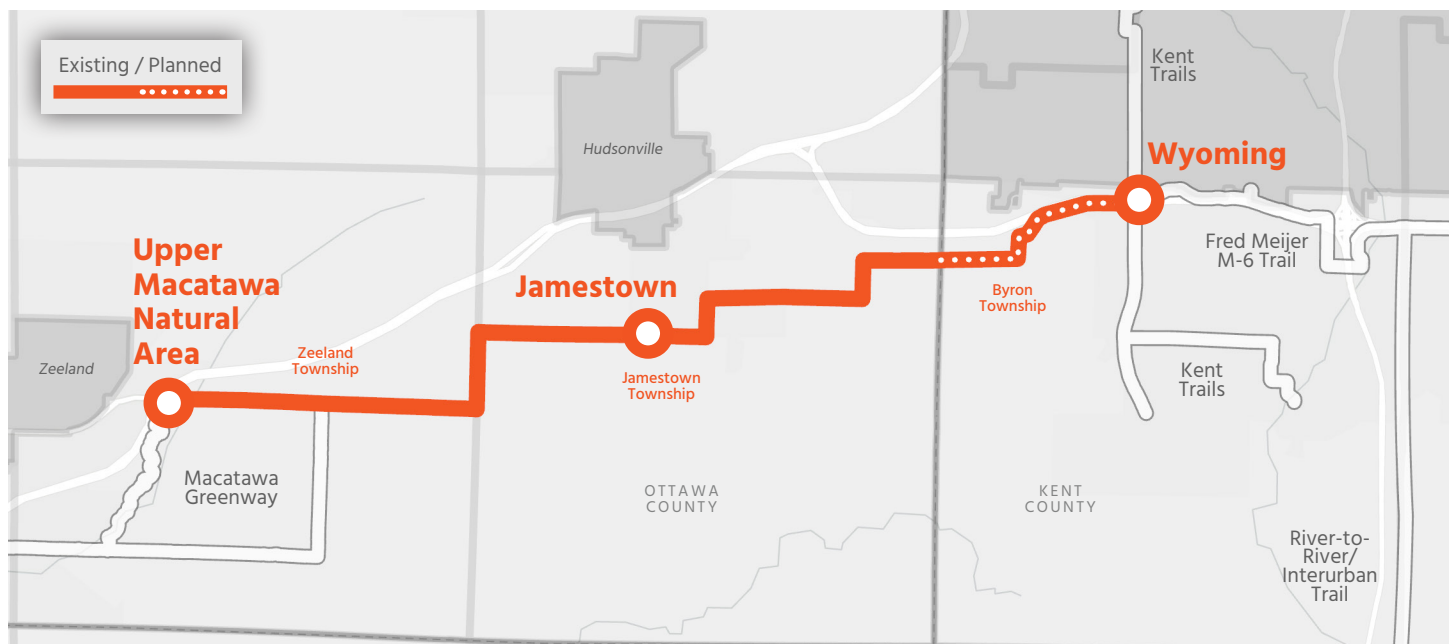 Existing / Planned
Kent
Trails
Hudsonville
Wyoming
Upper
Macatawa
Natural
Area
Fred Meijer
M-6 Trail
Jamestown
Byron
Township
Zeeland
Zeeland
Township
Jamestown
Township
Kent
Trails
Macatawa
Greenway
OTTAWA
COUNTY
KENT
COUNTY
River-to-
River/
Interurban
Trail